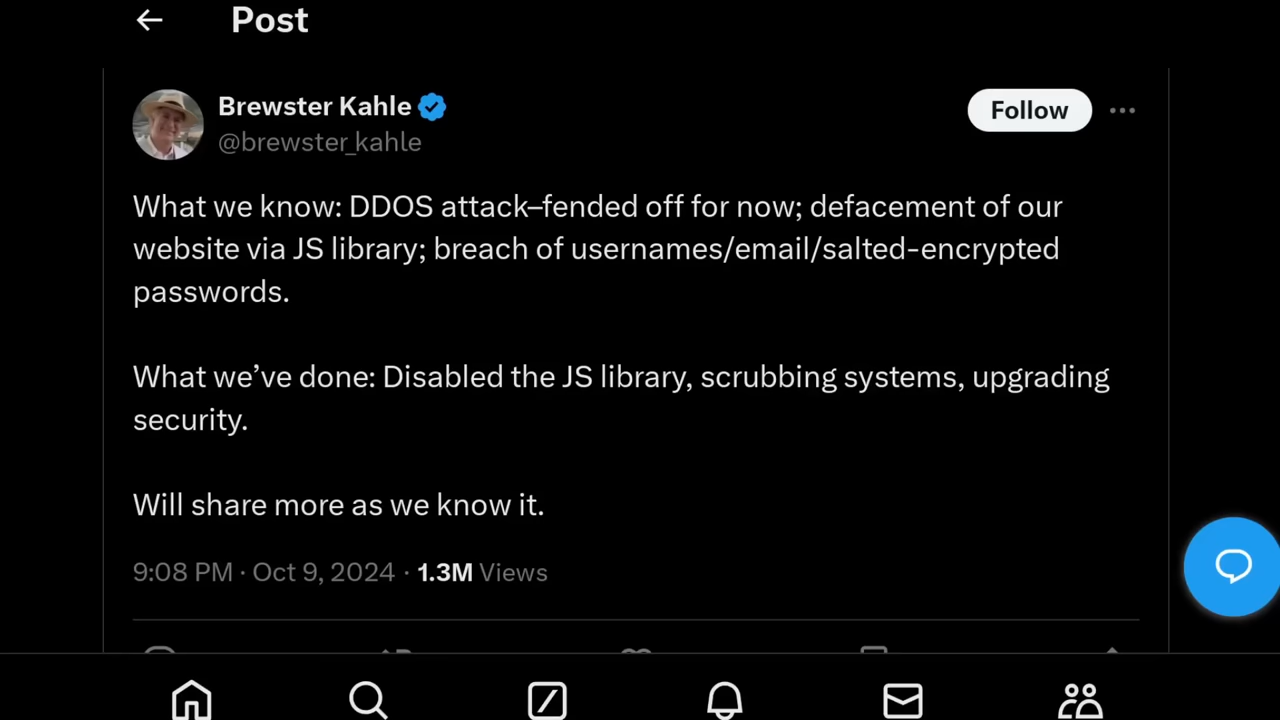 Post
Brewster Kahle
Follow
@brewster_kahle
What we know: DDOS attack–fended off for now; defacement of our
website via JS library; breach of usernames/email/salted-encrypted
passwords.
What we’ve done: Disabled the JS library, scrubbing systems, upgrading
security.
Will share more as we know it.
9:08 PM · Oct 9, 2024 · 1.3M Views